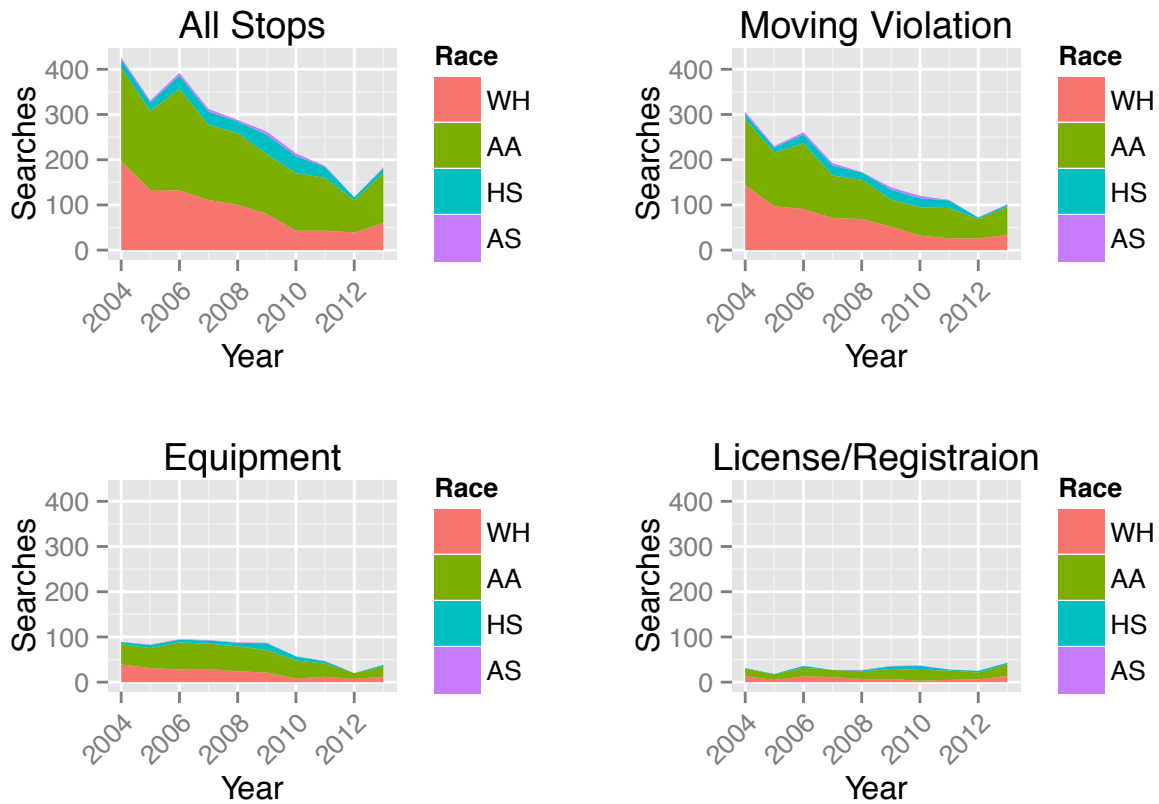 All Stops
Searches
400
300
200
100
0
2004
2006
2008
2010
2012
Year
Race
WH
AA
HS
AS
Moving Violation
Searches
400
300
200
100
0
2004
2006
2008
2010
2012
Year
Race
WH
AA
HS
AS
Equipment
Searches
400
300
200
100
0
2004
2006
2008
2010
2012
Year
Race
WH
AA
HS
AS
License/Registraion
Searches
400
300
200
100
0
2004
2006
2008
2010
2012
Year
Race
WH
AA
HS
AS